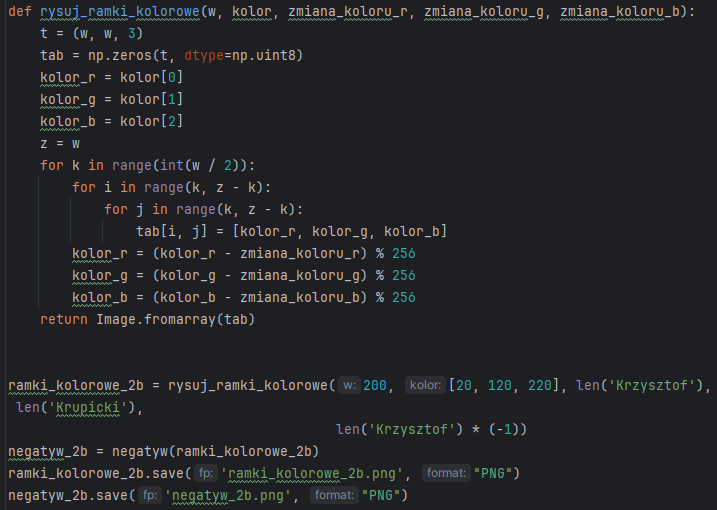 def rysuj_ramki_kolorowe(w, kolor, zmiana_koloru_r, zmiana_koloru_g, zmiana_koloru_b):
    t = (w, w, 3)
    tab = np.zeros(t, dtype=np.uint8)
    kolor_r = kolor[0]
    kolor_g = kolor[1]
    kolor_b = kolor[2]
    z = w
    for k in range(int(w / 2)):
        for i in range(k, z - k):
            for j in range(k, z - k):
                tab[i, j] = [kolor_r, kolor_g, kolor_b]
        kolor_r = (kolor_r - zmiana_koloru_r) % 256
        kolor_g = (kolor_g - zmiana_koloru_g) % 256
        kolor_b = (kolor_b - zmiana_koloru_b) % 256
    return Image.fromarray(tab)
ramki_kolorowe_2b = rysuj_ramki_kolorowe( w: 200, kolor: [20, 120, 220], len('Krzysztof'),
 len('Krupicki'),
                                         len('Krzysztof') * (-1))
negatyw_2b = negatyw(ramki_kolorowe_2b)
ramki_kolorowe_2b.save( fp: 'ramki_kolorowe_2b.png', format: "PNG")
negatyw_2b.save( fp: 'negatyw_2b.png', format: "PNG")